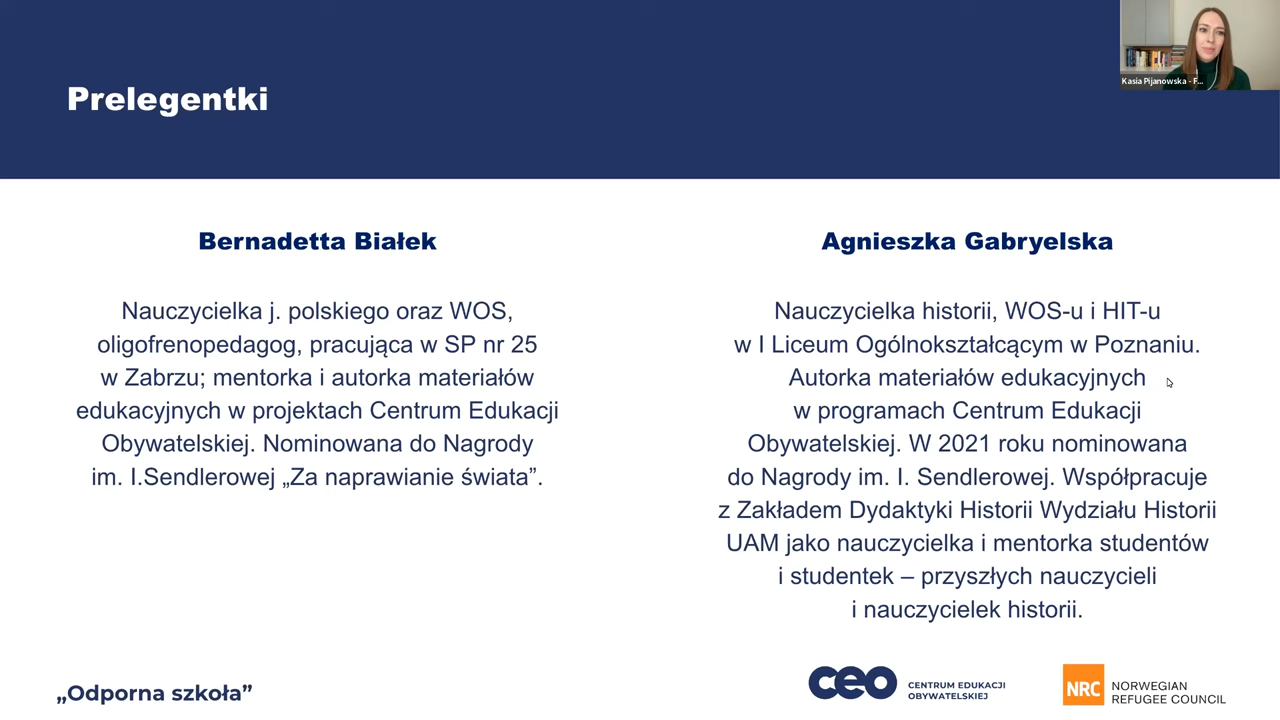 Prelegentki
Kasia Pijanowska - F...
Bernadetta Białek
Nauczycielka j. polskiego oraz WOS,
oligofrenopedagog, pracująca w SP nr 25
w Zabrzu; mentorka i autorka materiałów
edukacyjnych w projektach Centrum Edukacji
Obywatelskiej. Nominowana do Nagrody
im. I.Sendlerowej „Za naprawianie świata”.
Agnieszka Gabryelska
Nauczycielka historii, WOS-u i HIT-u
w I Liceum Ogólnokształcącym w Poznaniu.
Autorka materiałów edukacyjnych
w programach Centrum Edukacji
Obywatelskiej. W 2021 roku nominowana
do Nagrody im. I. Sendlerowej. Współpracuje
z Zakładem Dydaktyki Historii Wydziału Historii
UAM jako nauczycielka i mentorka studentów
i studentek – przyszłych nauczycieli
i nauczycielek historii.
„Odporna szkoła”
ceo
CENTRUM EDUKACJI
OBYWATELSKIEJ
NRC
NORWEGIAN
REFUGEE COUNCIL